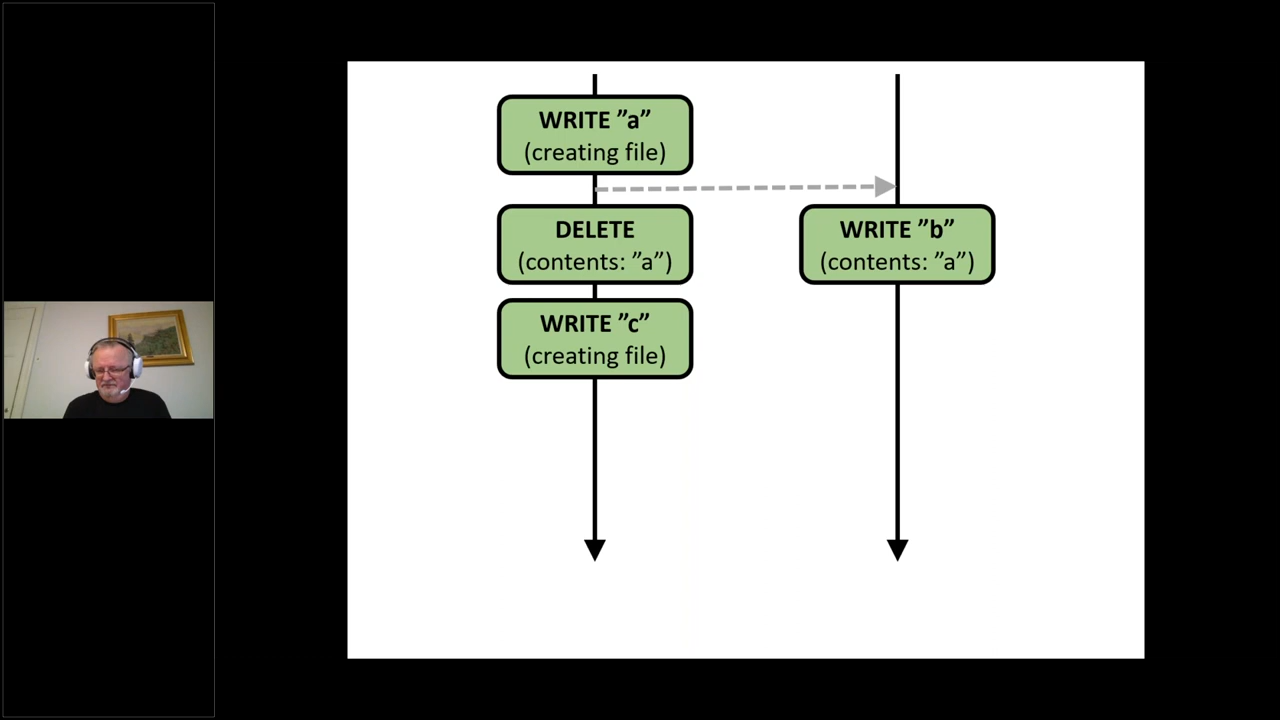 WRITE ”a”
(creating file)
DELETE
(contents: ”a”)
WRITE ”b”
(contents: ”a”)
WRITE ”c”
(creating file)